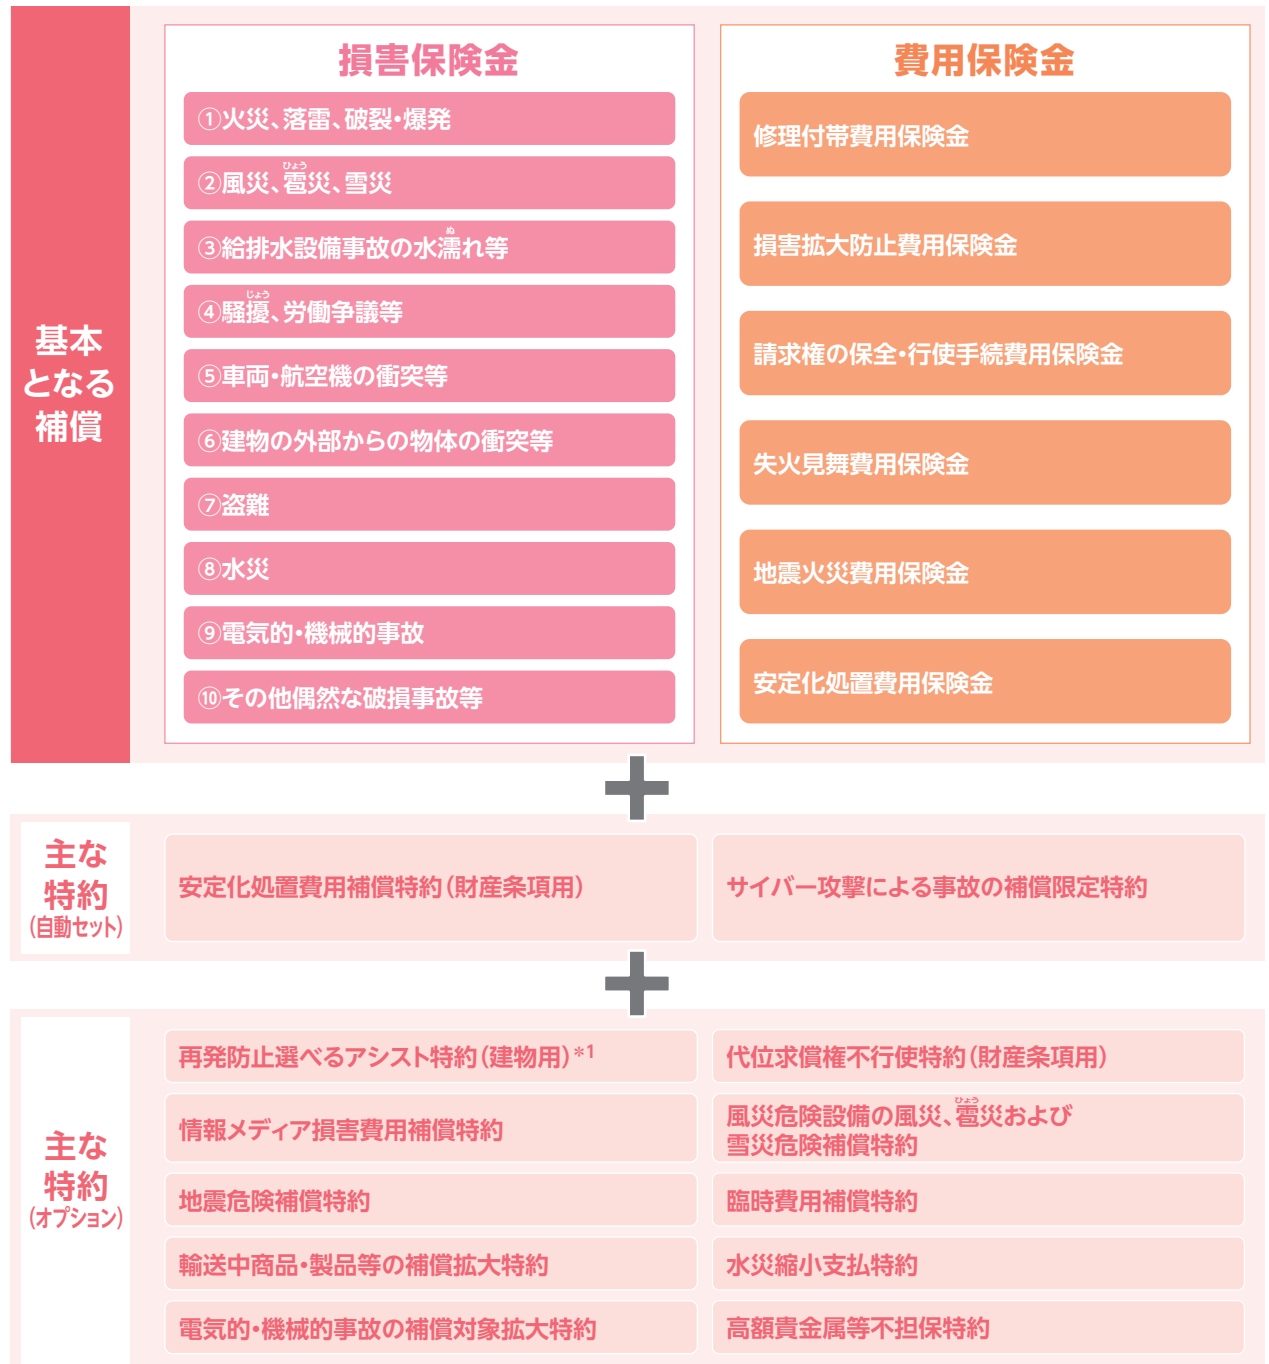 基本
となる
補償
損害保険金
①火災、落雷、破裂・爆発
ひょう
②風災、雹災、雪災
ぬ
③給排水設備事故の水濡れ等
じょう
④騒擾、労働争議等
⑤車両・航空機の衝突等
⑥建物の外部からの物体の衝突等
⑦盗難
⑧水災
⑨電気的・機械的事故
⑩その他偶然な破損事故等
費用保険金
修理付帯費用保険金
損害拡大防止費用保険金
請求権の保全・行使手続費用保険金
失火見舞費用保険金
地震火災費用保険金
安定化処置費用保険金
主な
特約
(自動セット)
安定化処置費用補償特約(財産条項用)
サイバー攻撃による事故の補償限定特約
主な
特約
(オプション)
再発防止選べるアシスト特約(建物用)*1
代位求償権不行使特約(財産条項用)
情報メディア損害費用補償特約
ひょう
風災危険設備の風災、雹災および
雪災危険補償特約
地震危険補償特約
臨時費用補償特約
輸送中商品・製品等の補償拡大特約
水災縮小支払特約
電気的・機械的事故の補償対象拡大特約
高額貴金属等不担保特約